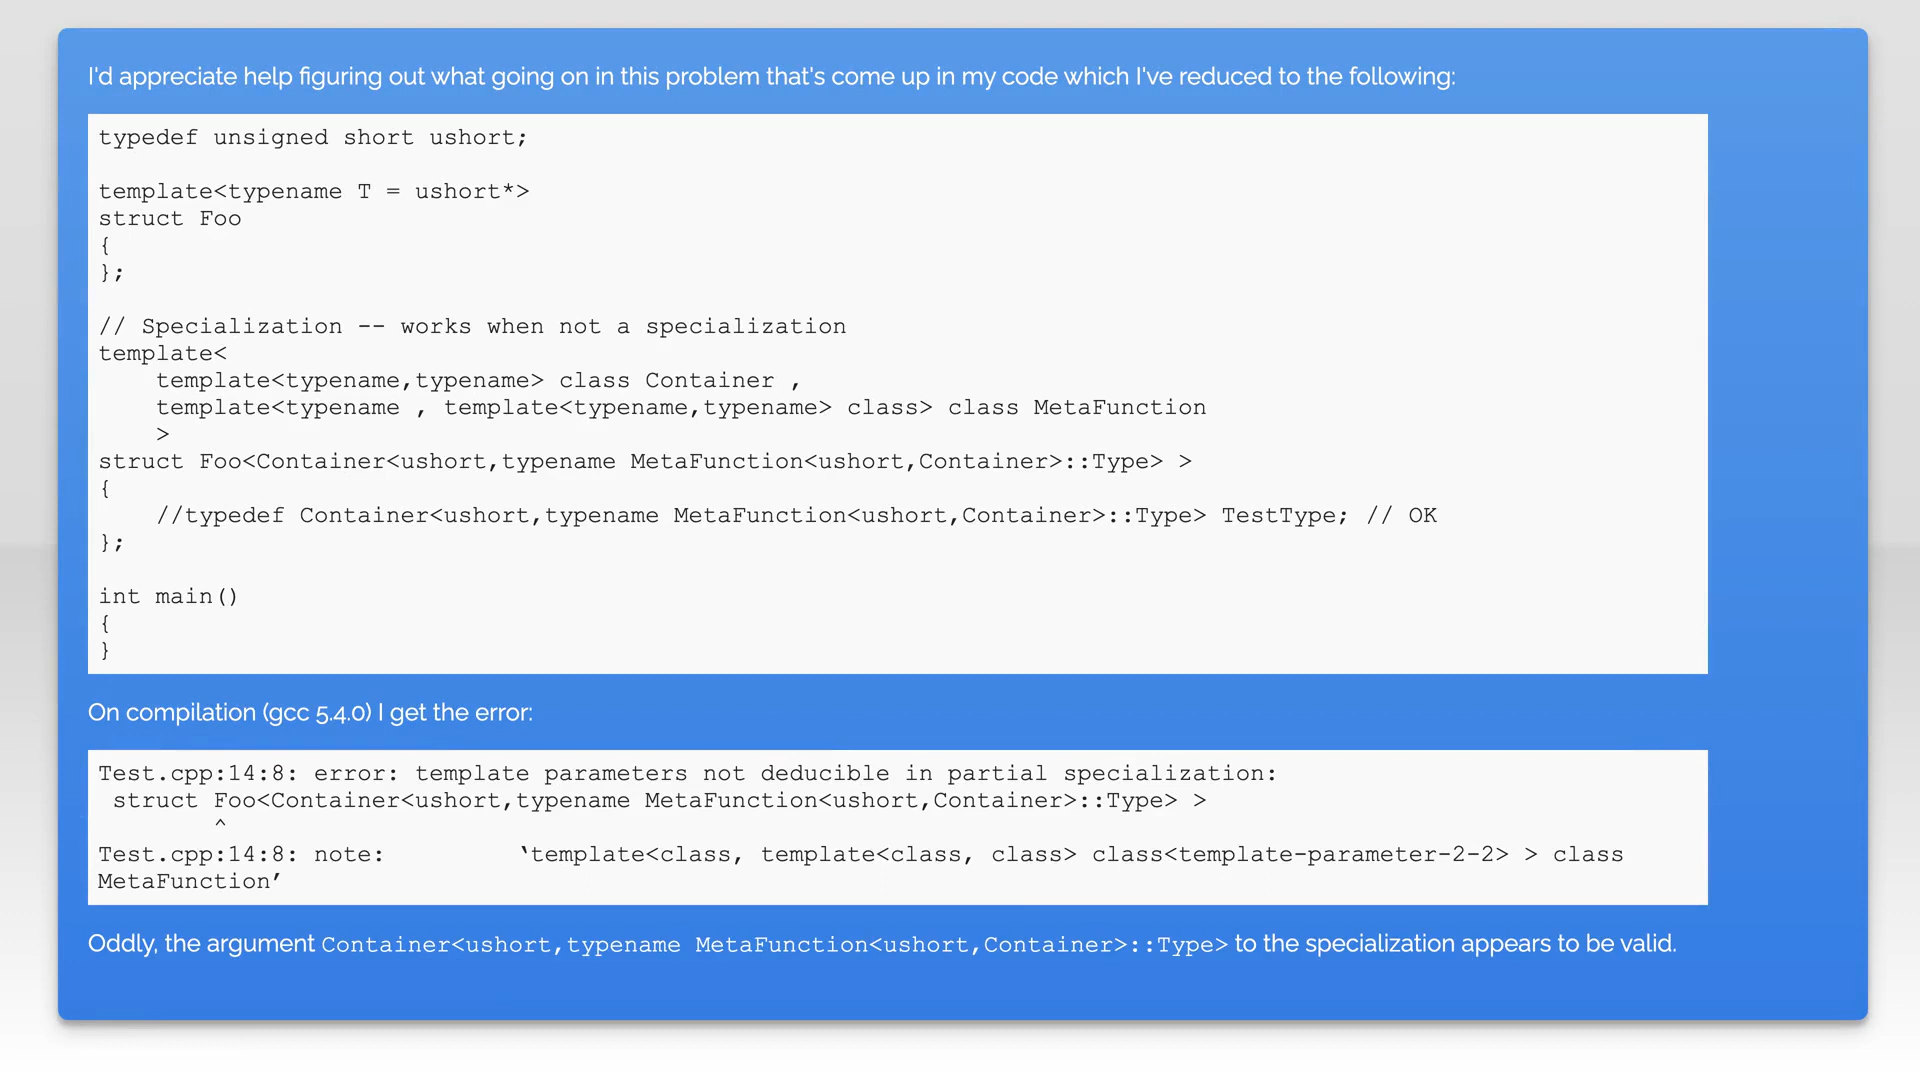 I'd appreciate help figuring out what going on in this problem that's come up in my code which I've reduced to the following:
typedef unsigned short ushort;
template<typename T = ushort*>
struct Foo
{
};
// Specialization -- works when not a specialization
template<
    template<typename,typename> class Container ,
    template<typename , template<typename,typename> class> class MetaFunction
    >
struct Foo<Container<ushort,typename MetaFunction<ushort,Container>::Type> >
{
    //typedef Container<ushort,typename MetaFunction<ushort,Container>::Type> TestType; // OK
};
int main()
{
}
On compilation (gcc 5.4.0) I get the error:
Test.cpp:14:8: error: template parameters not deducible in partial specialization:
 struct Foo<Container<ushort,typename MetaFunction<ushort,Container>::Type> >
        ^
Test.cpp:14:8: note:         ‘template<class, template<class, class> class<template-parameter-2-2> > class
MetaFunction’
Oddly, the argument Container<ushort,typename MetaFunction<ushort,Container>::Type> to the specialization appears to be valid.